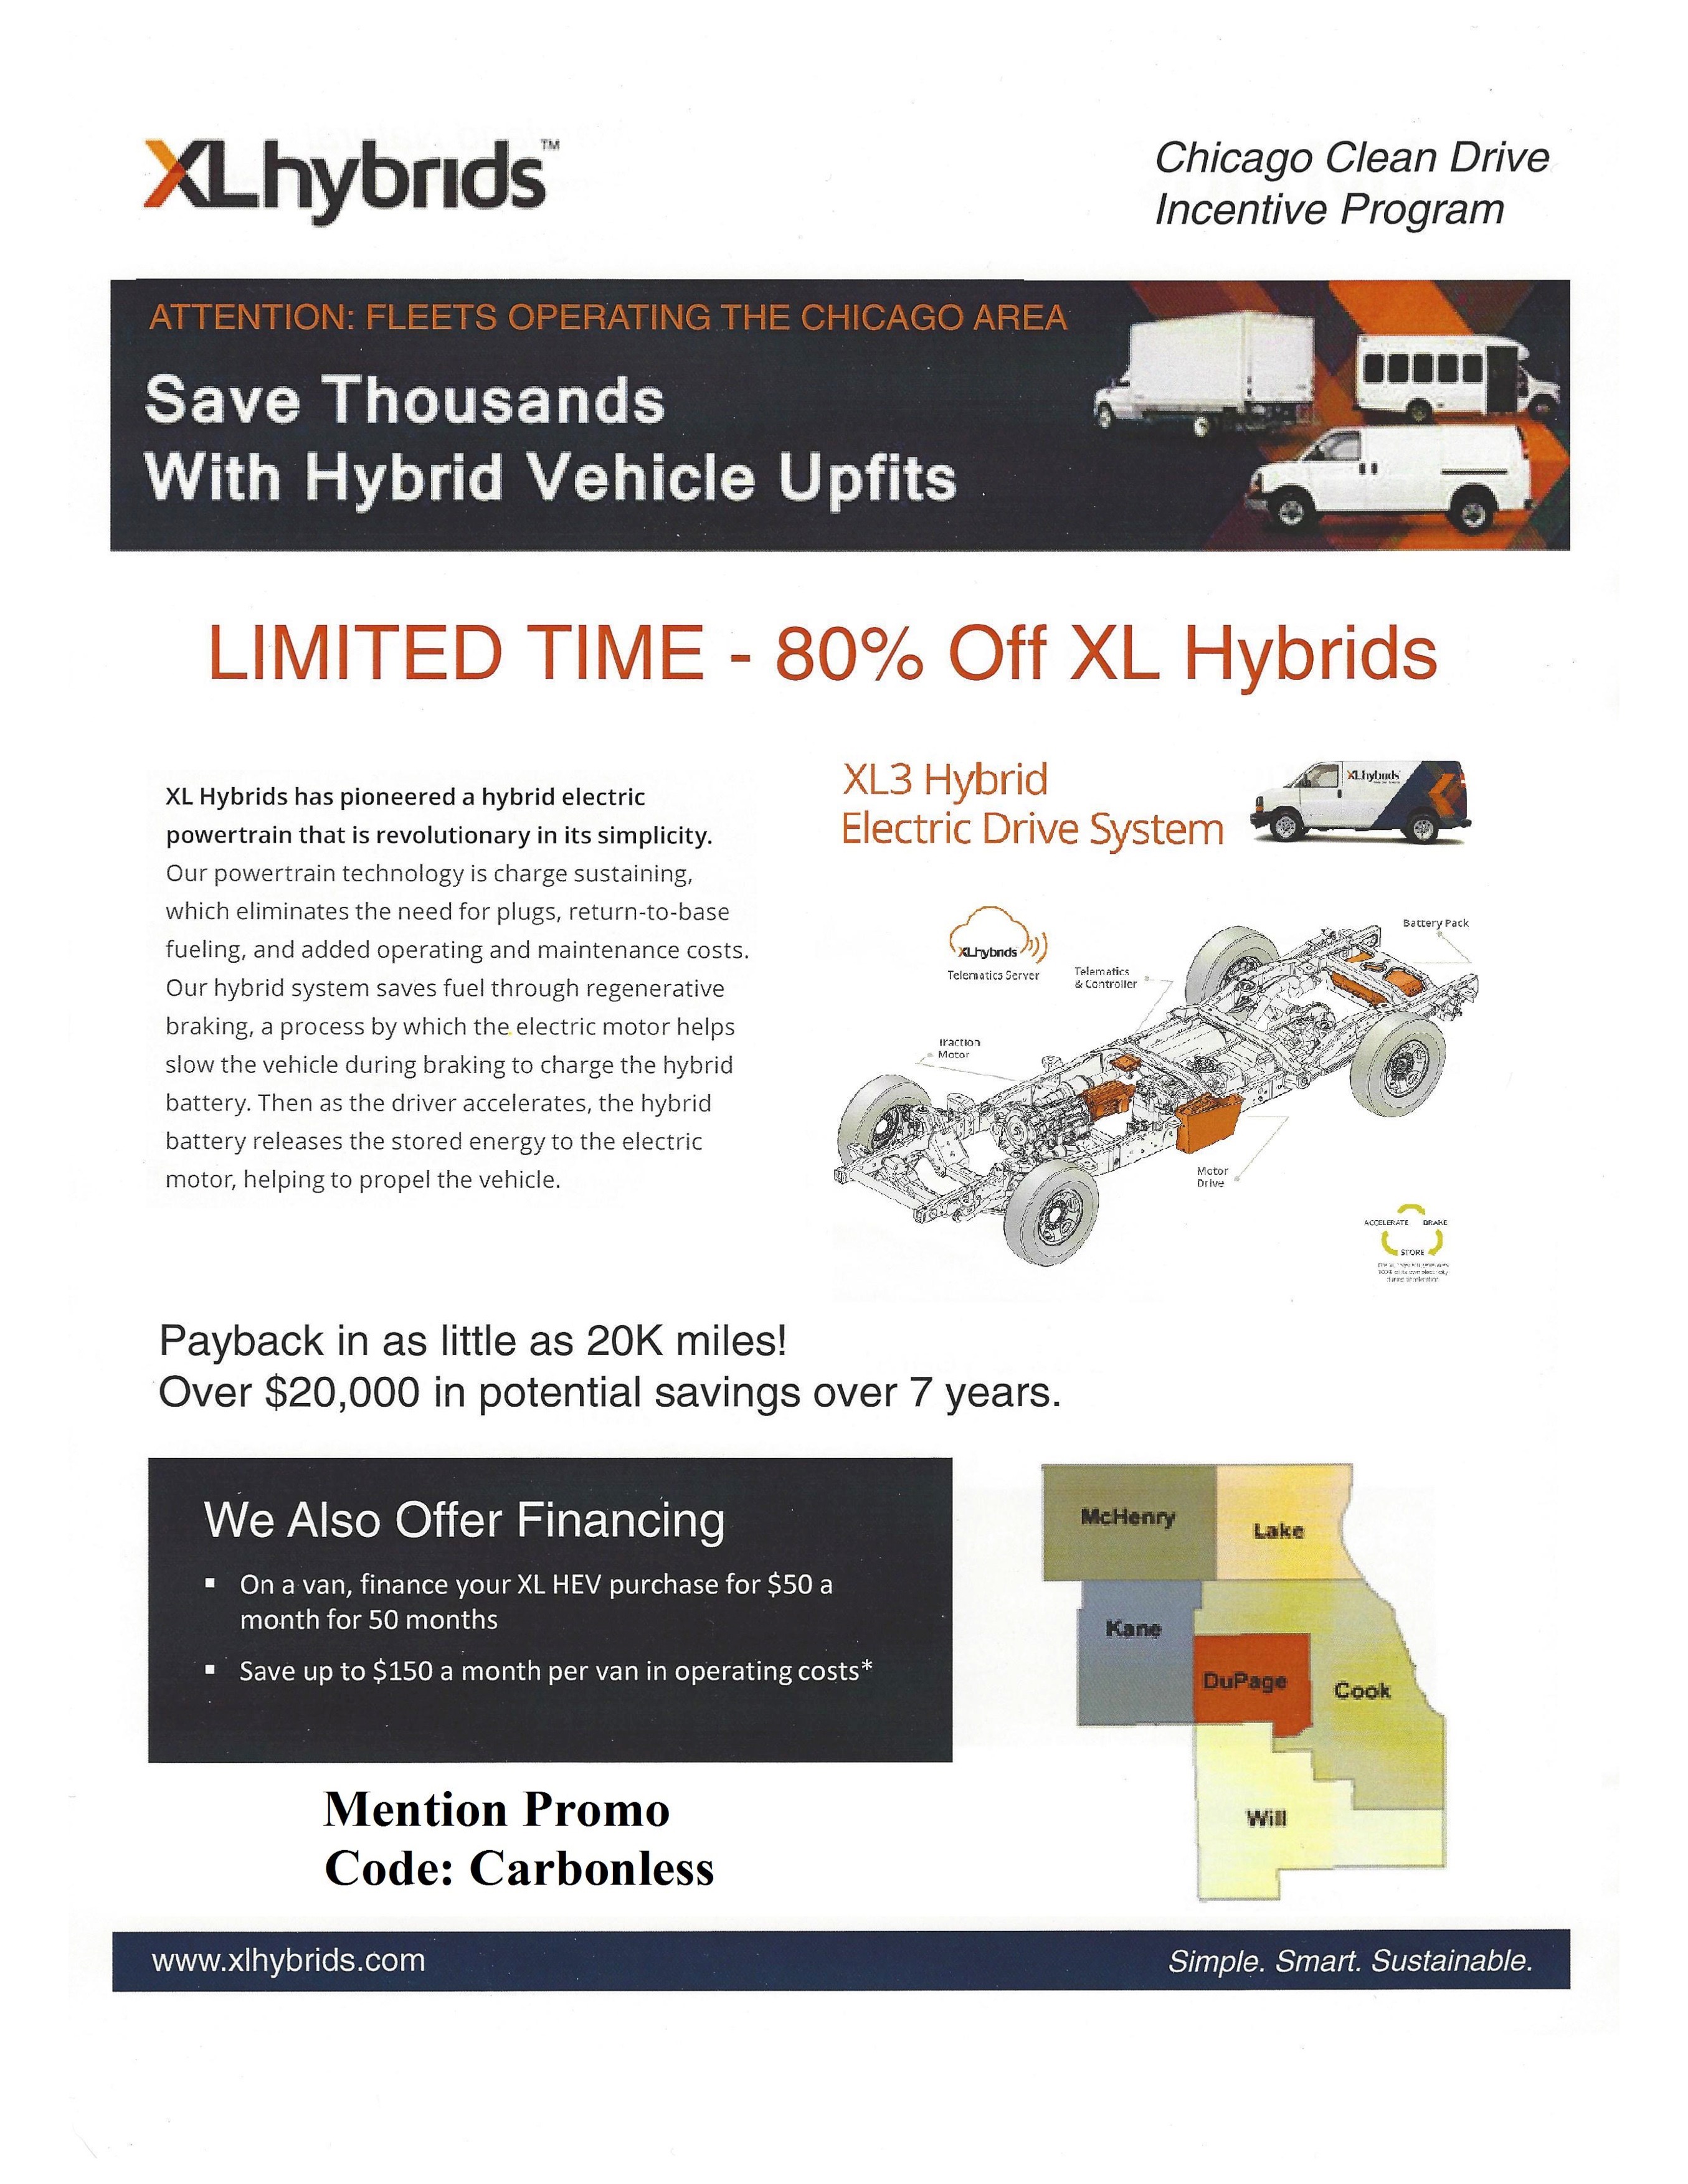 XLhybrids™
Chicago Clean Drive
Incentive Program
ATTENTION: FLEETS OPERATING THE CHICAGO AREA
Save Thousands
With Hybrid Vehicle Upfits
LIMITED TIME - 80% Off XL Hybrids
XL Hybrids has pioneered a hybrid electric
powertrain that is revolutionary in its simplicity.
Our powertrain technology is charge sustaining,
which eliminates the need for plugs, return-to-base
fueling, and added operating and maintenance costs.
Our hybrid system saves fuel through regenerative
braking, a process by which the electric motor helps
slow the vehicle during braking to charge the hybrid
battery. Then as the driver accelerates, the hybrid
battery releases the stored energy to the electric
motor, helping to propel the vehicle.
XL3 Hybrid
Electric Drive System
XLhybrids
XLhybrids
Telematics Server
Telematics
& Controller
Battery Pack
Traction
Motor
Motor
Drive
ACCELERATE BRAKE
STORE
Payback in as little as 20K miles!
Over $20,000 in potential savings over 7 years.
We Also Offer Financing
▪ On a van, finance your XL HEV purchase for $50 a
month for 50 months
▪ Save up to $150 a month per van in operating costs*
McHenry
Lake
Kane
DuPage
Cook
Will
Mention Promo
Code: Carbonless
www.xlhybrids.com
Simple. Smart. Sustainable.